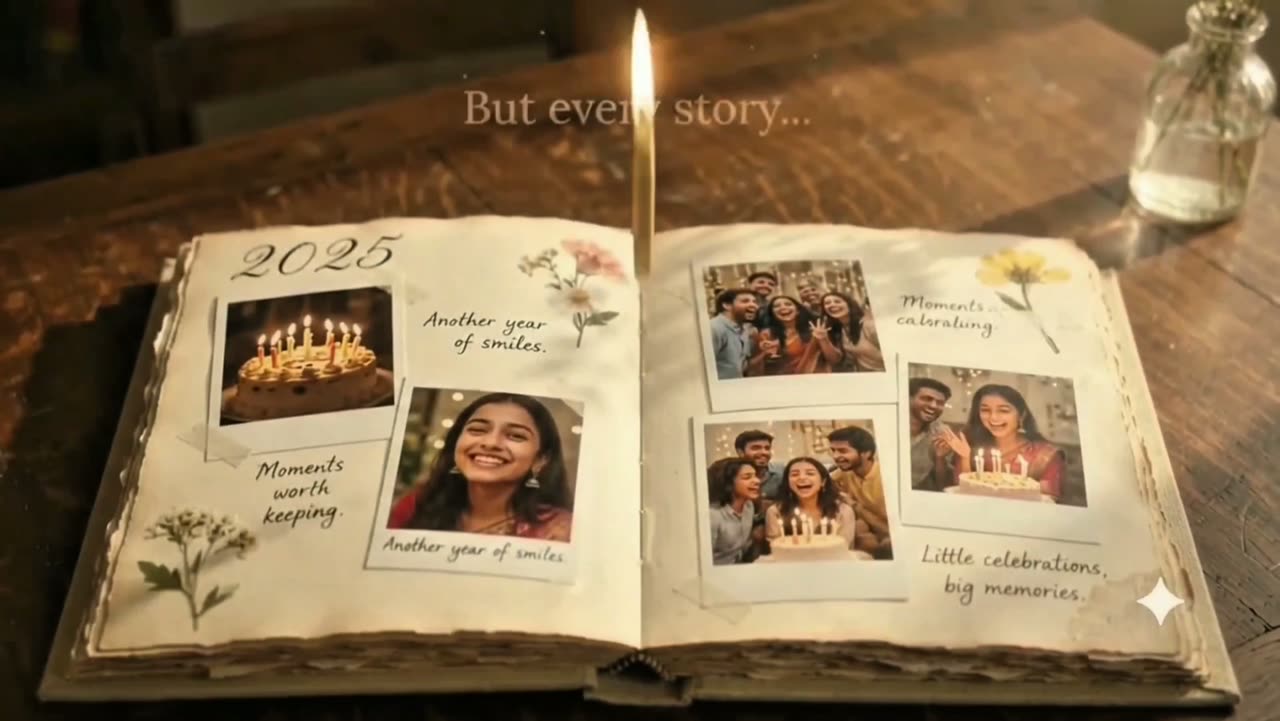 But every story...
2025
Another year
of smiles.
Moments
worth
keeping.
Another year of smiles
Moments
calsratung.
Little celebrations,
big memories.